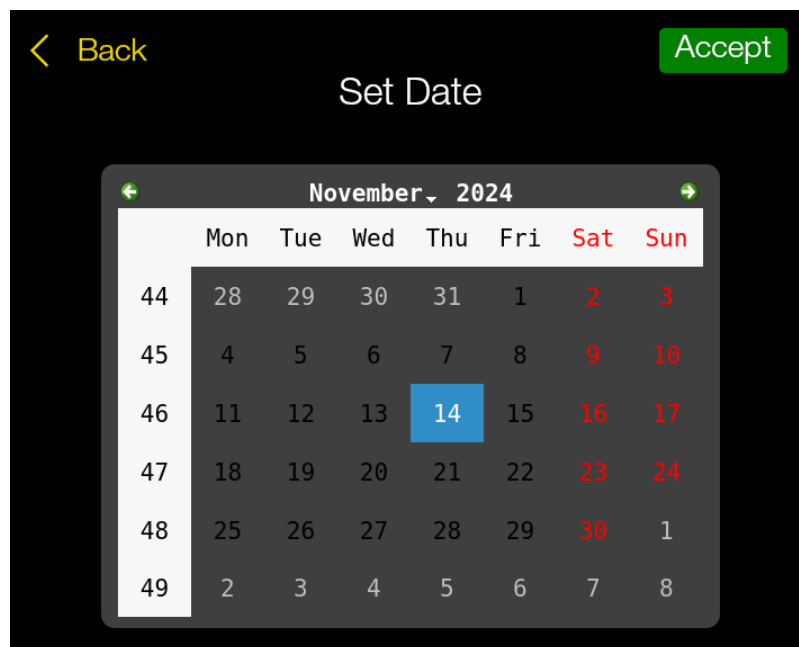 Back
Accept
Set Date
November 2024
Mon Tue Wed Thu Fri Sat Sun
44 28 29 30 31 1 2 3
45 4 5 6 7 8 9 10
46 11 12 13 14 15 16 17
47 18 19 20 21 22 23 24
48 25 26 27 28 29 30 1
49 2 3 4 5 6 7 8